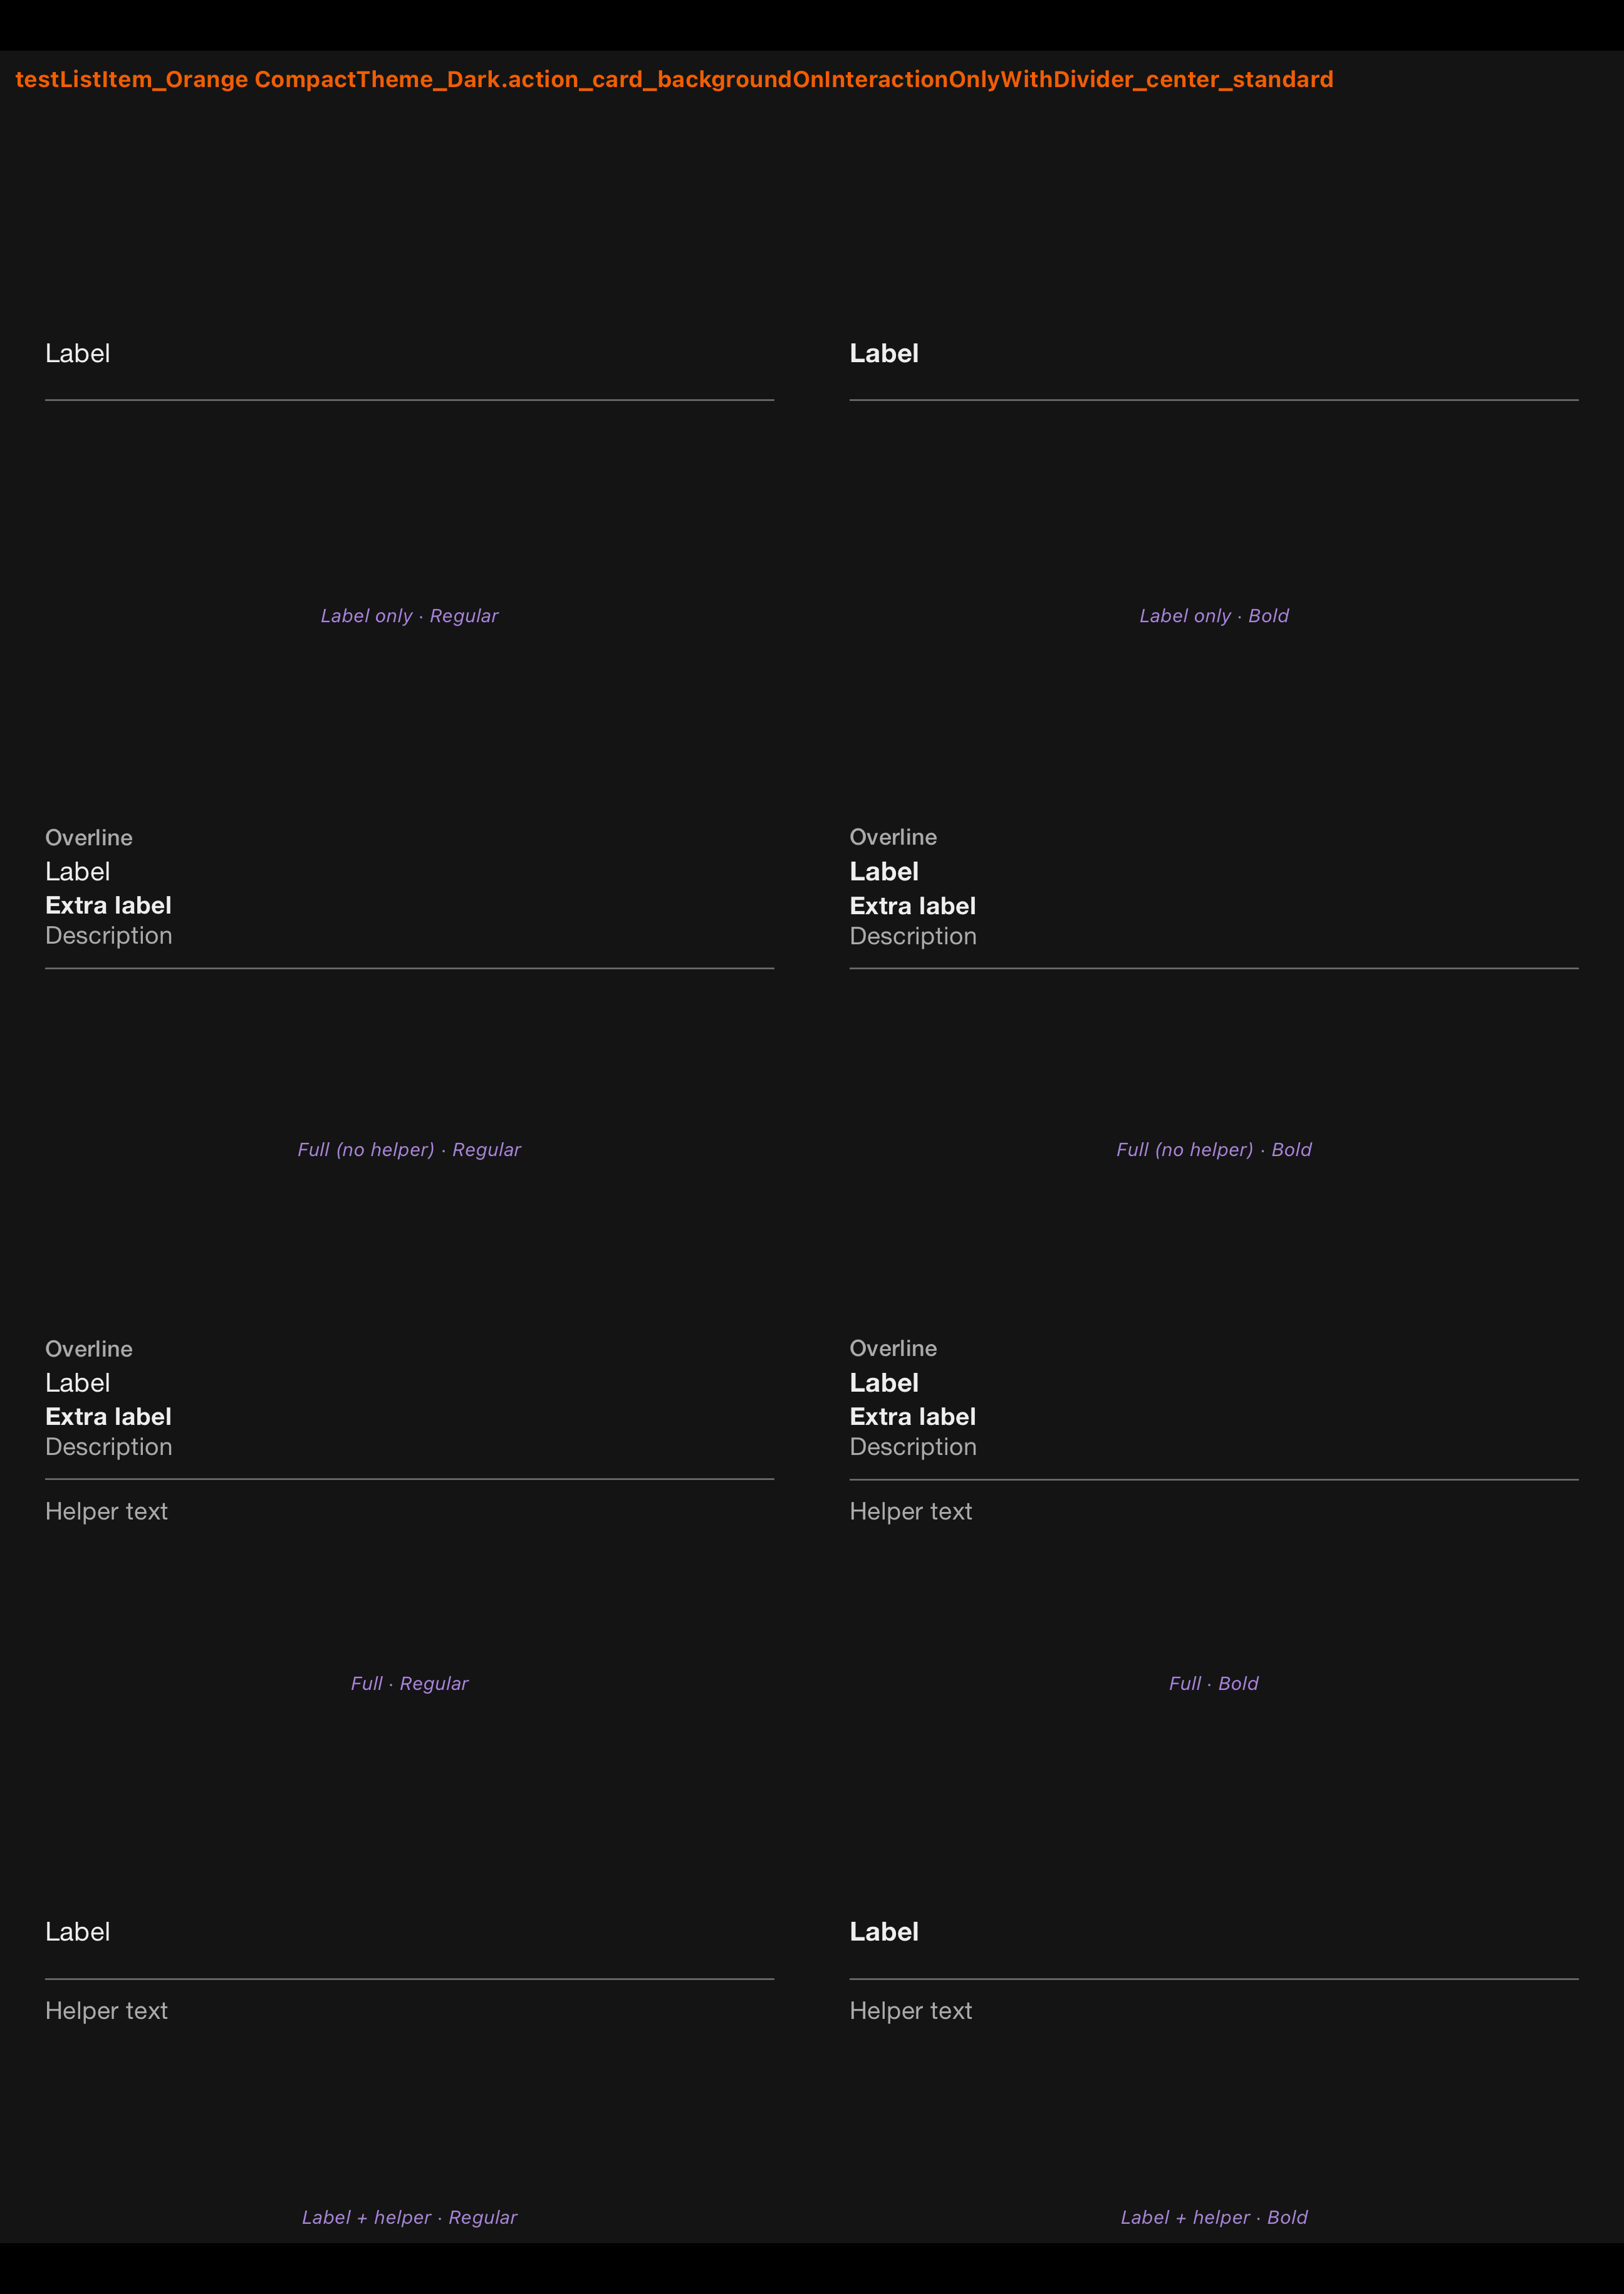 testListItem_Orange CompactTheme_Dark.action_card_backgroundOnInteractionOnlyWithDivider_center_standard
Label
Label
Label only · Regular
Label only · Bold
Overline
Label
Extra label
Description
Overline
Label
Extra label
Description
Full (no helper) · Regular
Full (no helper) · Bold
Overline
Label
Extra label
Description
Helper text
Overline
Label
Extra label
Description
Helper text
Full · Regular
Full · Bold
Label
Helper text
Label
Helper text
Label + helper · Regular
Label + helper · Bold